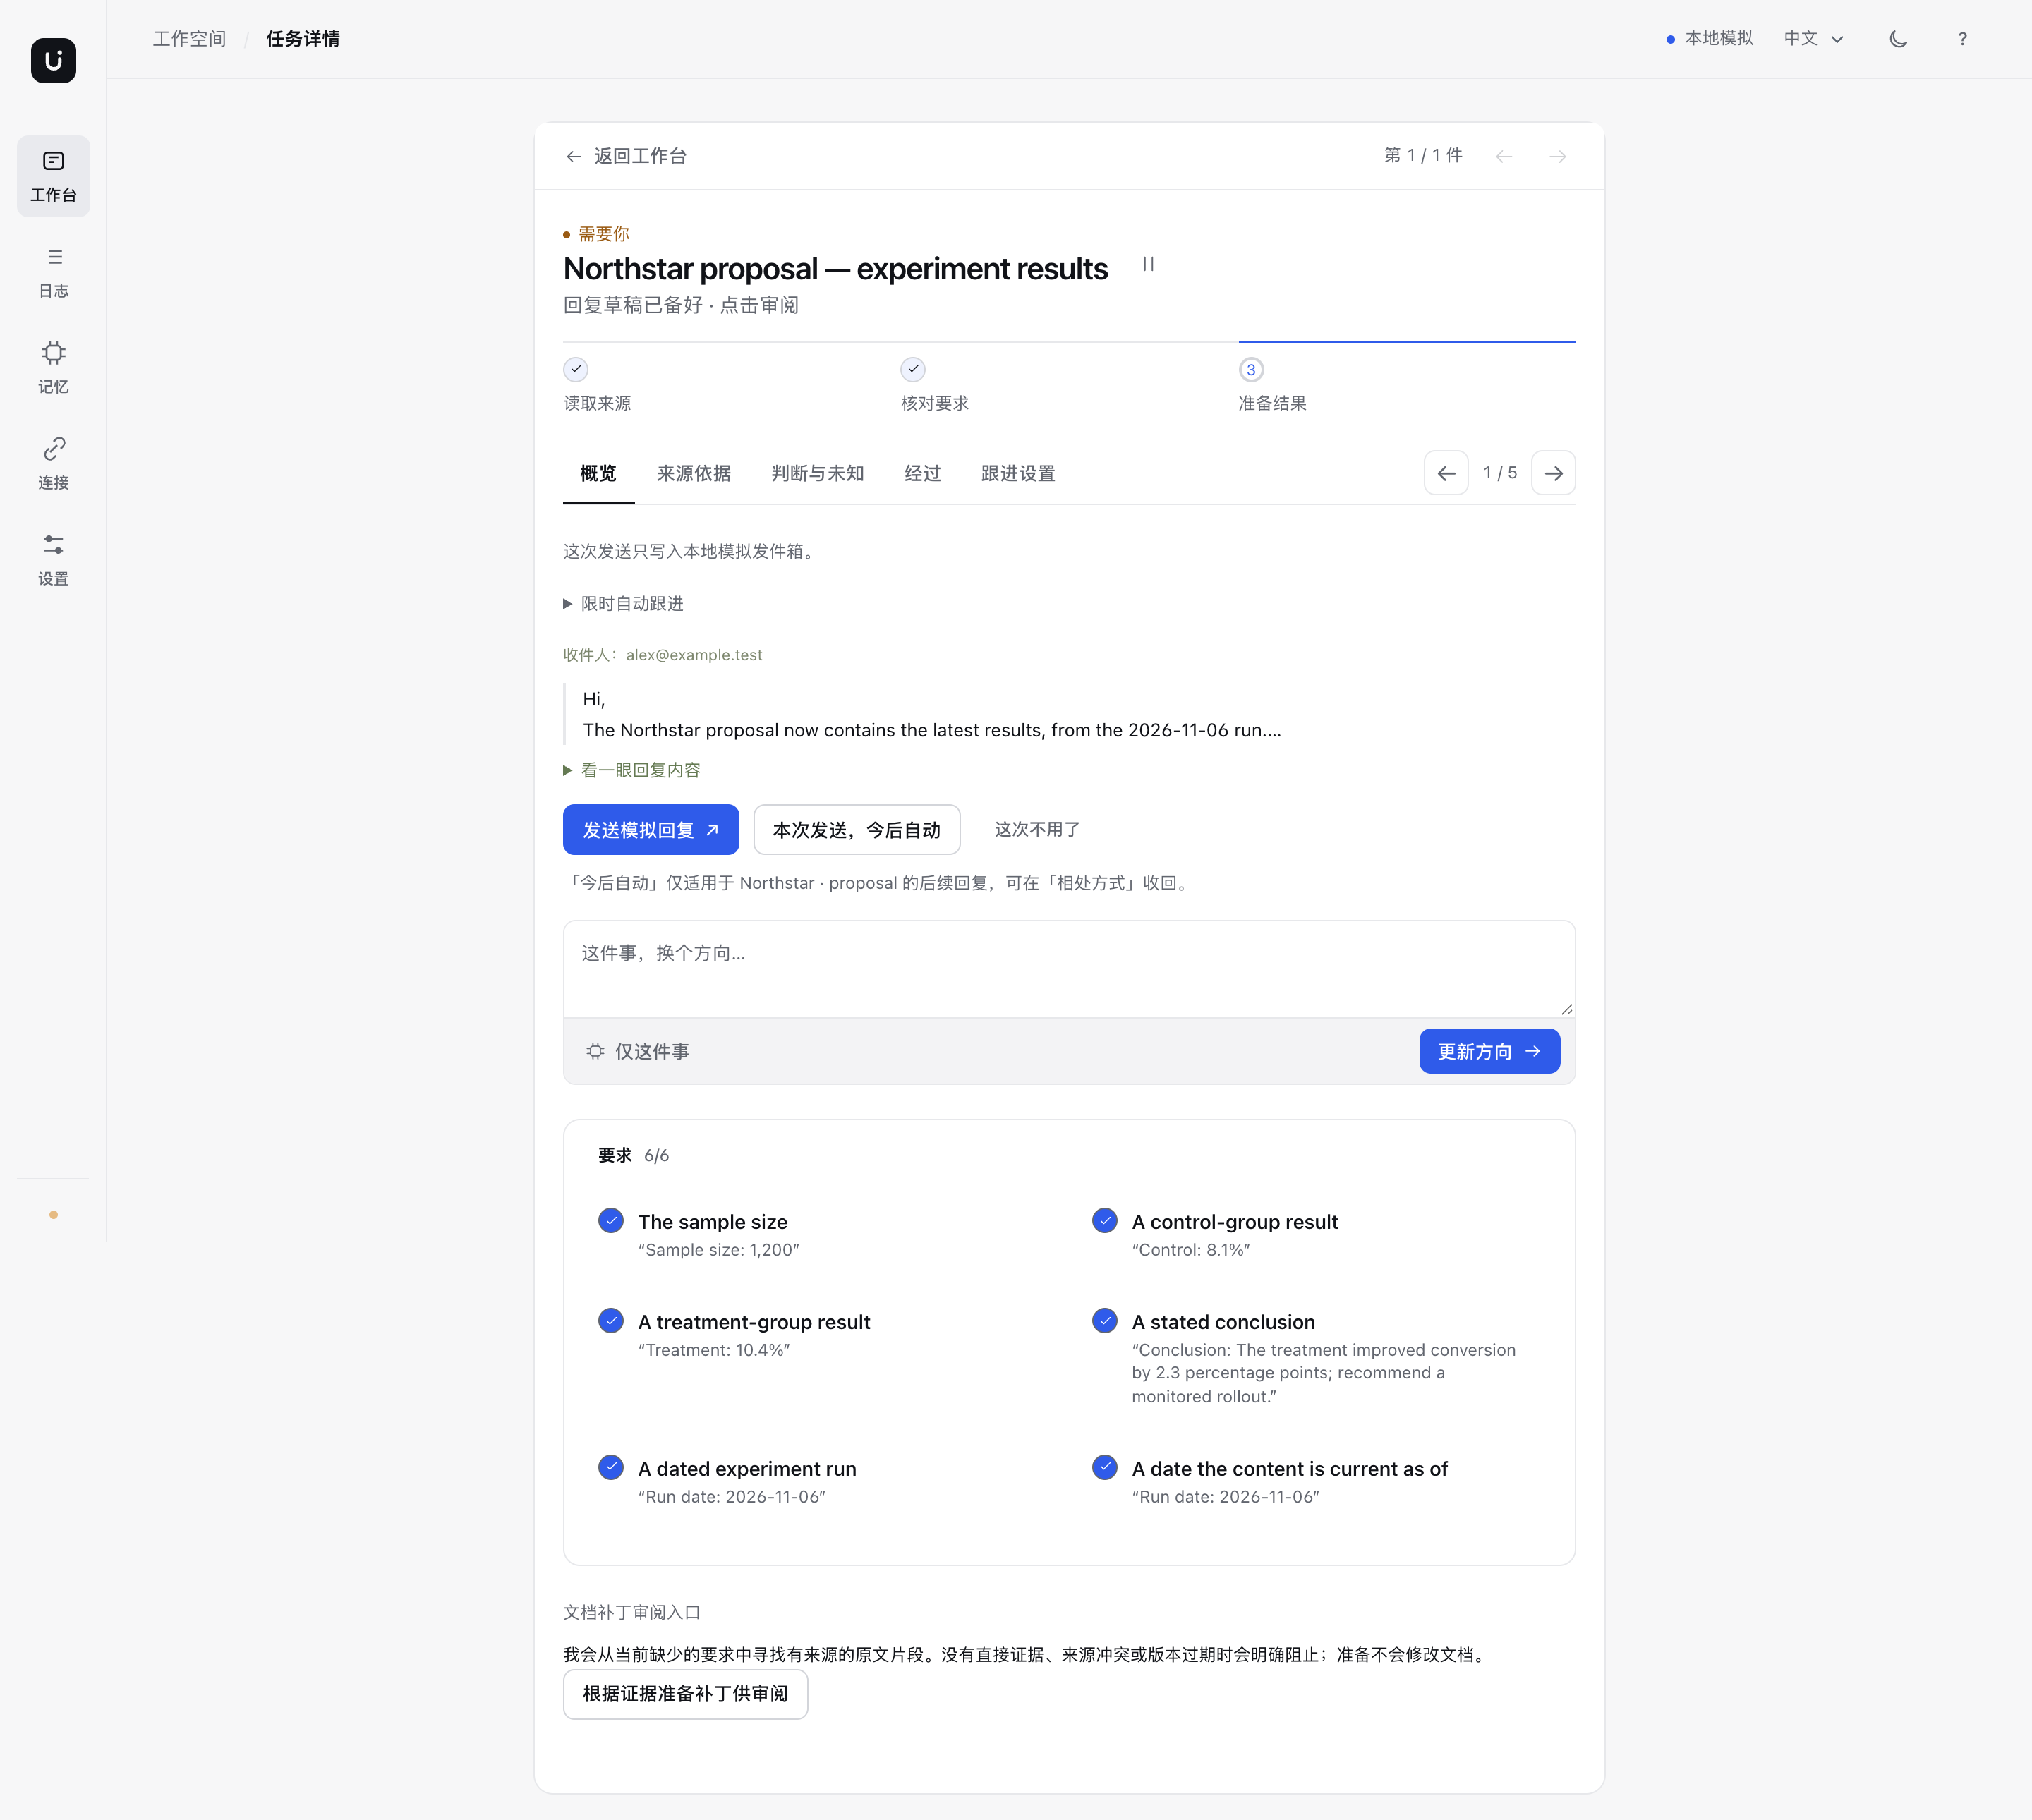 工作空间 / 任务详情
本地模拟
中文
?
工作台
日志
记忆
连接
设置
返回工作台
第 1 / 1 件
需要你
Northstar proposal — experiment results
回复草稿已备好 · 点击审阅
读取来源
核对要求
3
准备结果
概览
来源依据
判断与未知
经过
跟进设置
1 / 5
这次发送只写入本地模拟发件箱。
限时自动跟进
收件人：alex@example.test
Hi,
The Northstar proposal now contains the latest results, from the 2026-11-06 run....
看一眼回复内容
发送模拟回复
本次发送，今后自动
这次不用了
「今后自动」仅适用于 Northstar · proposal 的后续回复，可在「相处方式」收回。
这件事，换个方向...
仅这件事
更新方向
要求 6/6
The sample size
“Sample size: 1,200”
A control-group result
“Control: 8.1%”
A treatment-group result
“Treatment: 10.4%”
A stated conclusion
“Conclusion: The treatment improved conversion
by 2.3 percentage points; recommend a
monitored rollout.”
A dated experiment run
“Run date: 2026-11-06”
A date the content is current as of
“Run date: 2026-11-06”
文档补丁审阅入口
我会从当前缺少的要求中寻找有来源的原文片段。没有直接证据、来源冲突或版本过期时会明确阻止；准备不会修改文档。
根据证据准备补丁供审阅